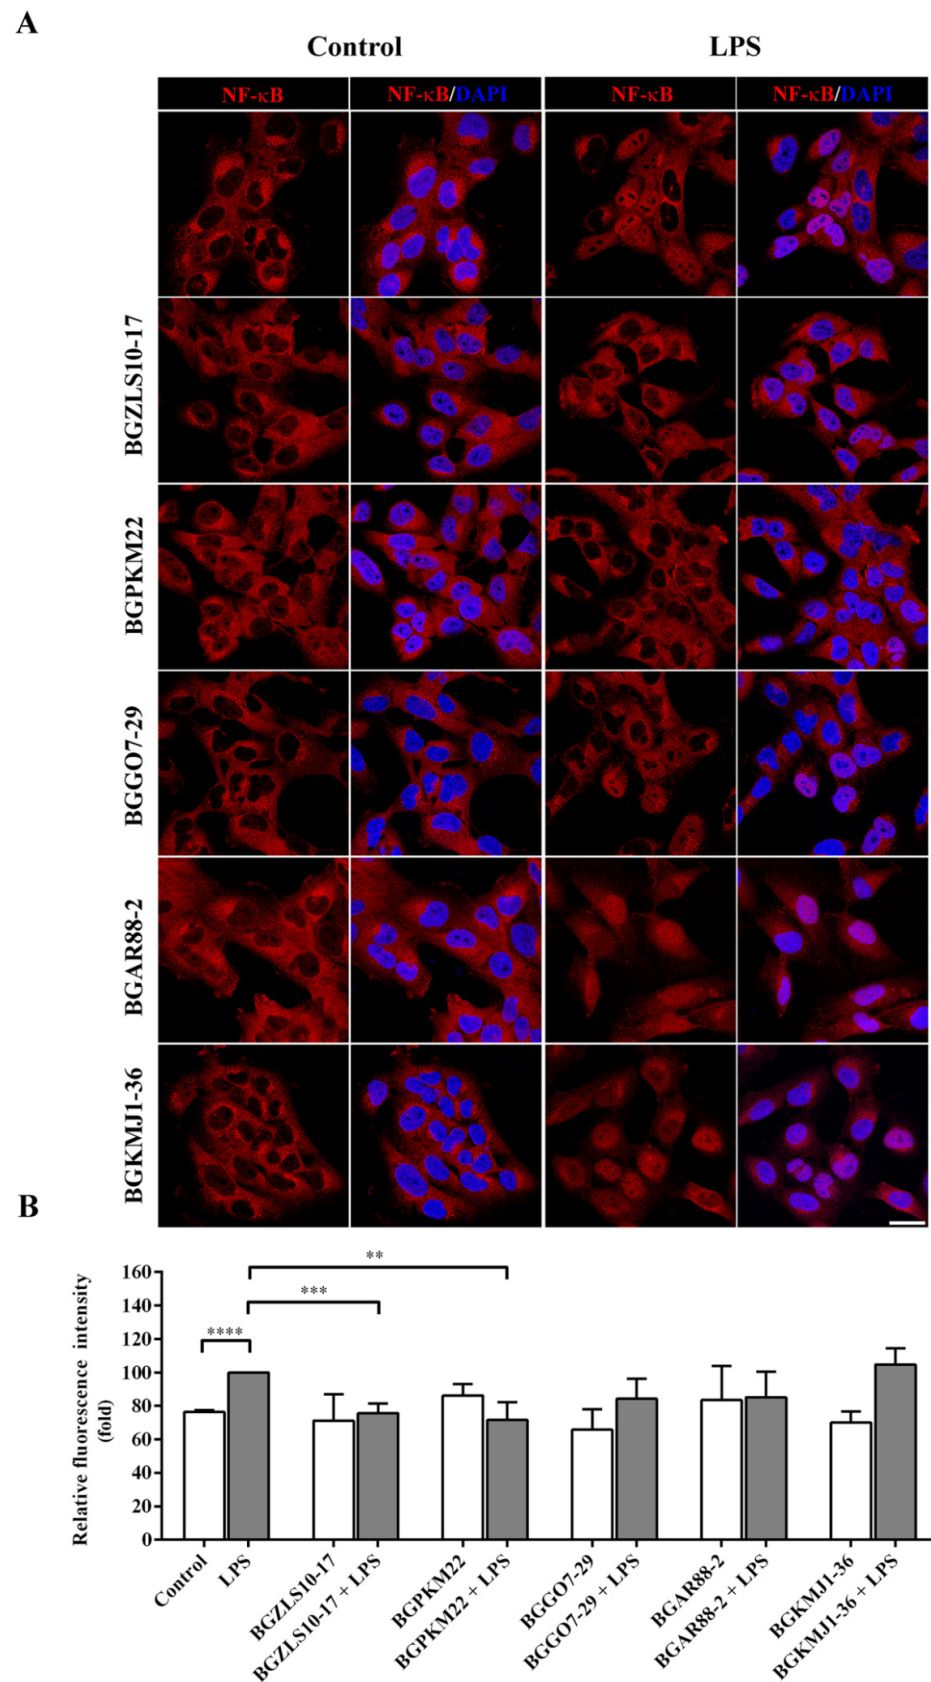 A
Control LPS
NF-κB NF-κB/DAPI NF-κB NF-κB/DAPI
BGZLS10-17
BGPKM22
BGGO7-29
BGAR88-2
BGKMJ1-36
B
Relative fluorescence intensity
(fold)
160
140
120
100
80
60
40
20
0
**
***
****
Control
LPS
BGZLS10-17
BGZLS10-17 + LPS
BGPKM22
BGPKM22 + LPS
BGGO7-29
BGGO7-29 + LPS
BGAR88-2
BGAR88-2 + LPS
BGKMJ1-36
BGKMJ1-36 + LPS